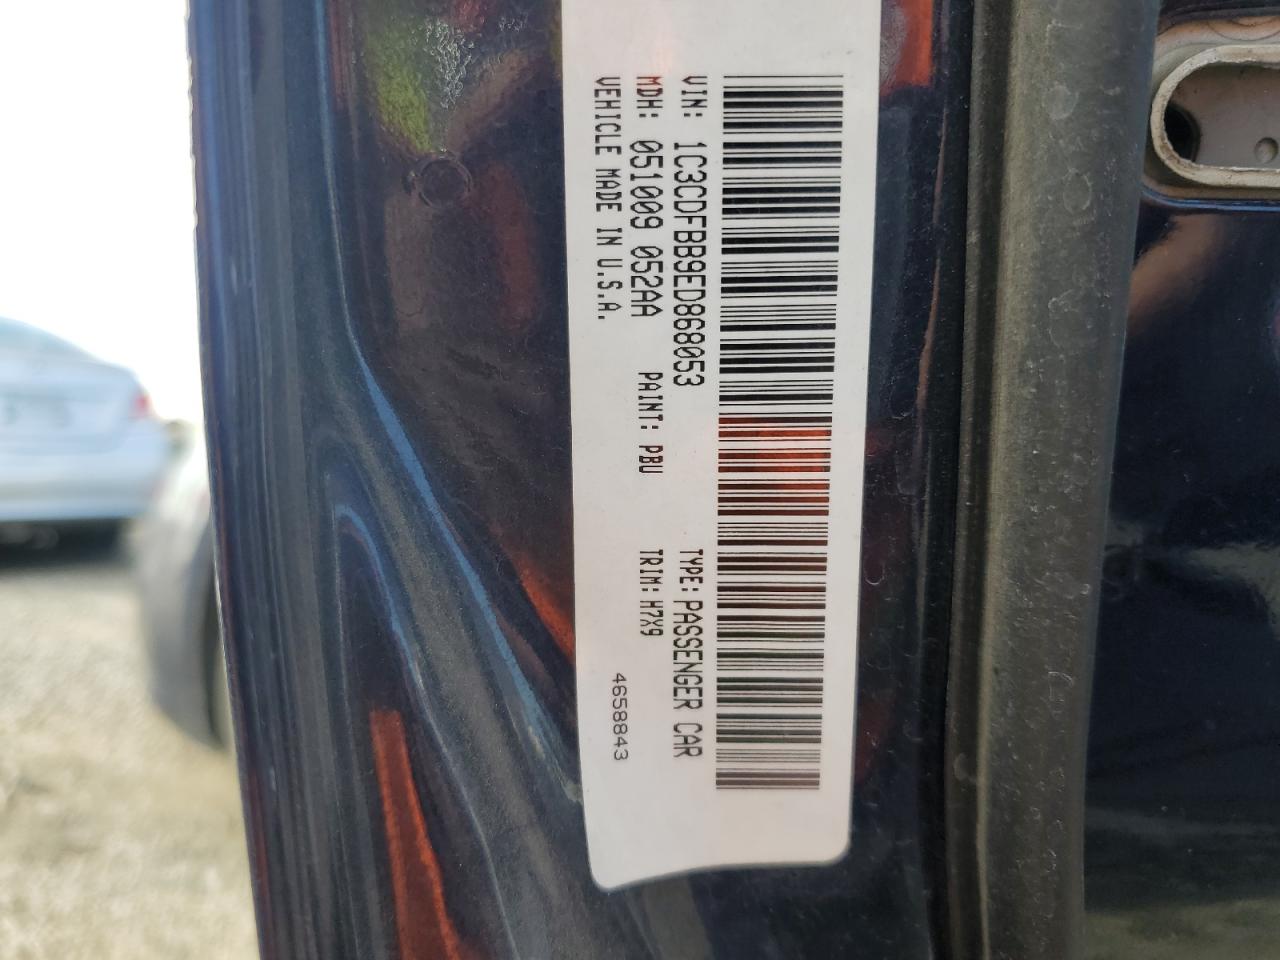 VIN: 1C3CDFBB9ED868053 TYPE: PASSENGER CAR
MDH: 051009 052AA PAINT: PBU TRIM: H7X9
VEHICLE MADE IN U.S.A. 4658843